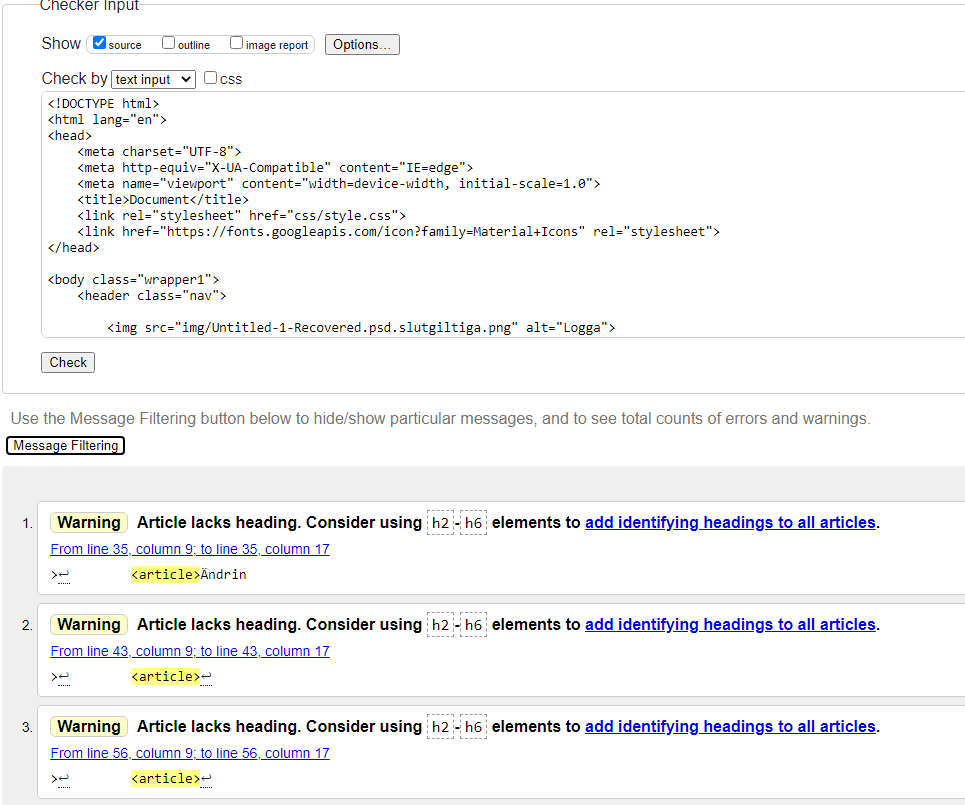 Checker Input
Show source outline image report Options...
Check by text input css
<!DOCTYPE html>
<html lang="en">
<head>
    <meta charset="UTF-8">
    <meta http-equiv="X-UA-Compatible" content="IE=edge">
    <meta name="viewport" content="width=device-width, initial-scale=1.0">
    <title>Document</title>
    <link rel="stylesheet" href="css/style.css">
    <link href="https://fonts.googleapis.com/icon?family=Material+Icons" rel="stylesheet">
</head>
<body class="wrapper1">
    <header class="nav">
        <img src="img/Untitled-1-Recovered.psd.slutgiltiga.png" alt="Logga">
Check
Use the Message Filtering button below to hide/show particular messages, and to see total counts of errors and warnings.
Message Filtering
1. Warning Article lacks heading. Consider using h2-h6 elements to add identifying headings to all articles.
From line 35, column 9; to line 35, column 17
>↩ <article>Ändrin
2. Warning Article lacks heading. Consider using h2-h6 elements to add identifying headings to all articles.
From line 43, column 9; to line 43, column 17
>↩ <article>↩
3. Warning Article lacks heading. Consider using h2-h6 elements to add identifying headings to all articles.
From line 56, column 9; to line 56, column 17
>↩ <article>↩